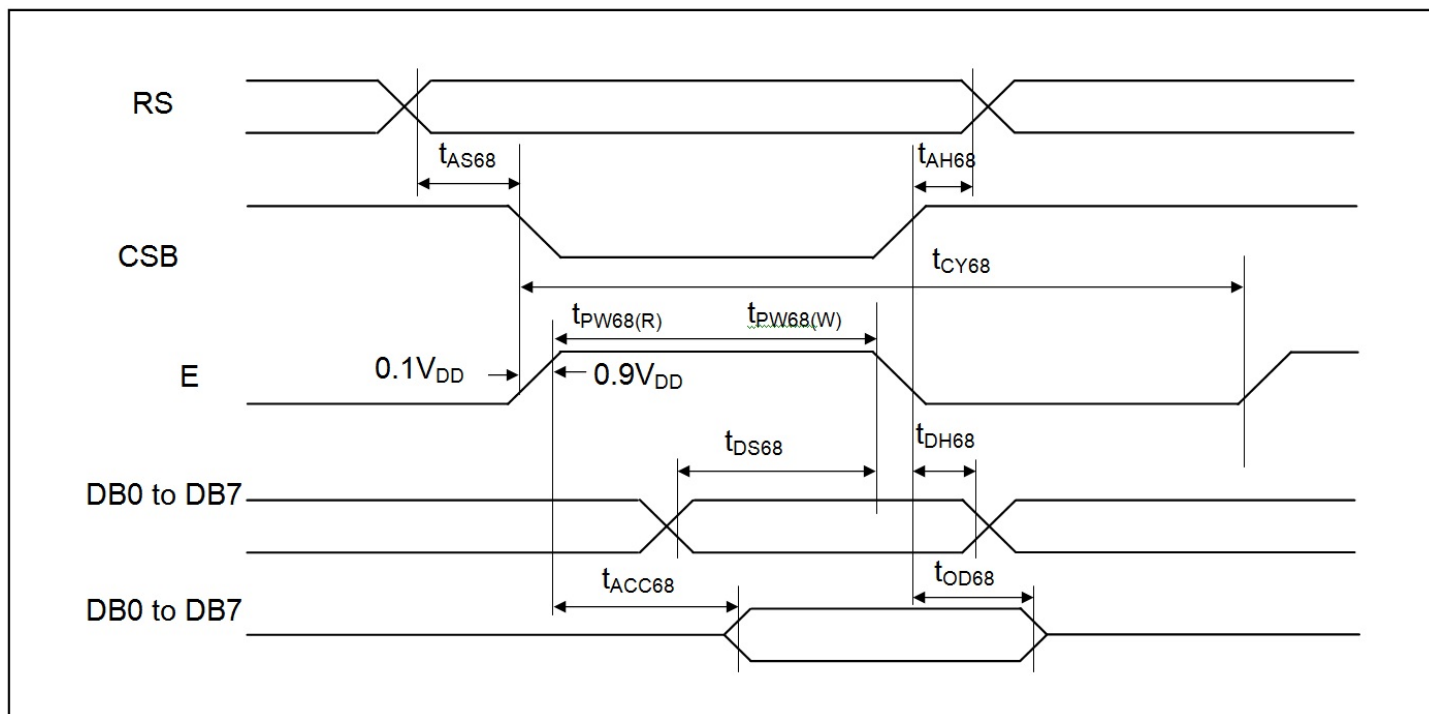 RS
tAS68
tAH68
CSB
tCY68
tPW68(R)
tPW68(W)
E
0.1VDD
0.9VDD
tDS68
tDH68
DB0 to DB7
tACC68
tOD68
DB0 to DB7